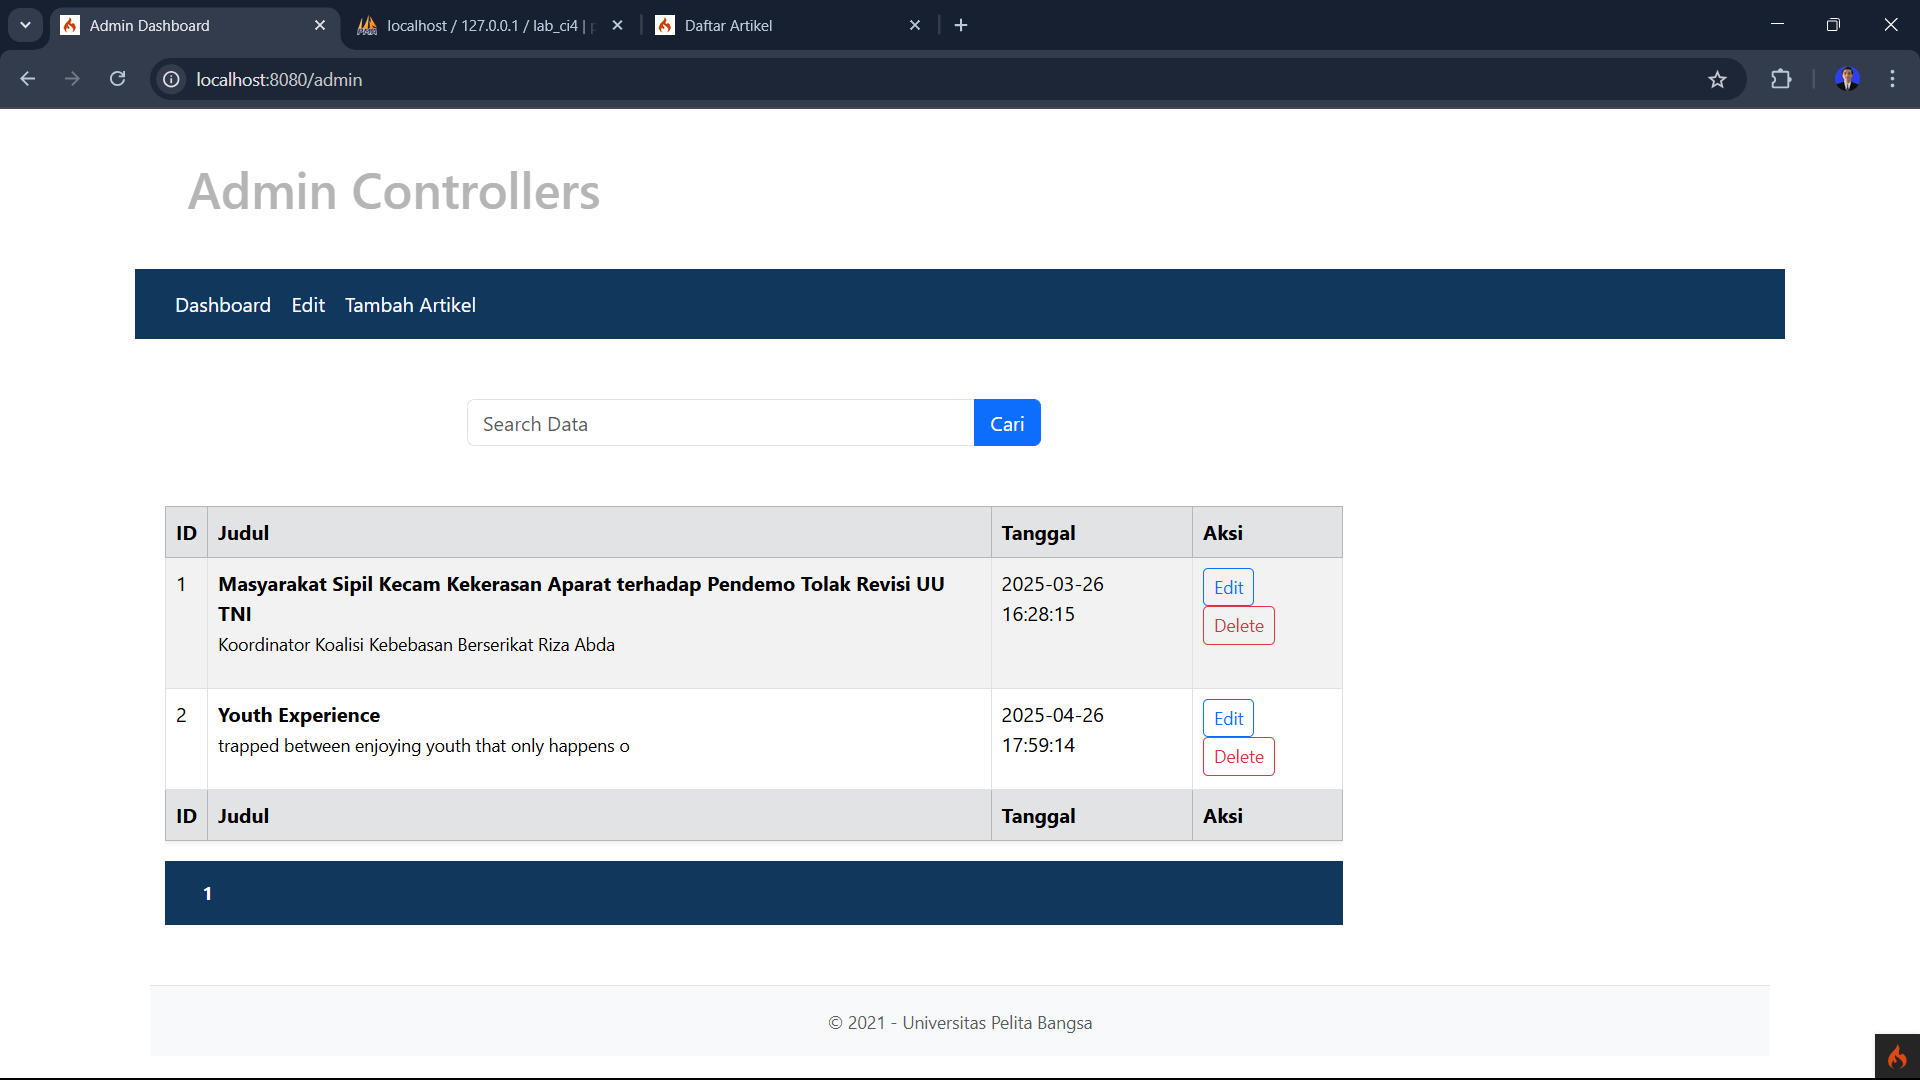 Admin Dashboard
localhost / 127.0.0.1 / lab_ci4 |
Daftar Artikel
localhost:8080/admin
Admin Controllers
Dashboard Edit Tambah Artikel
Search Data Cari
ID Judul Tanggal Aksi
1 Masyarakat Sipil Kecam Kekerasan Aparat terhadap Pendemo Tolak Revisi UU 2025-03-26 Edit
TNI 16:28:15 Delete
Koordinator Koalisi Kebebasan Berserikat Riza Abda
2 Youth Experience 2025-04-26 Edit
trapped between enjoying youth that only happens o 17:59:14 Delete
ID Judul Tanggal Aksi
1
© 2021 - Universitas Pelita Bangsa